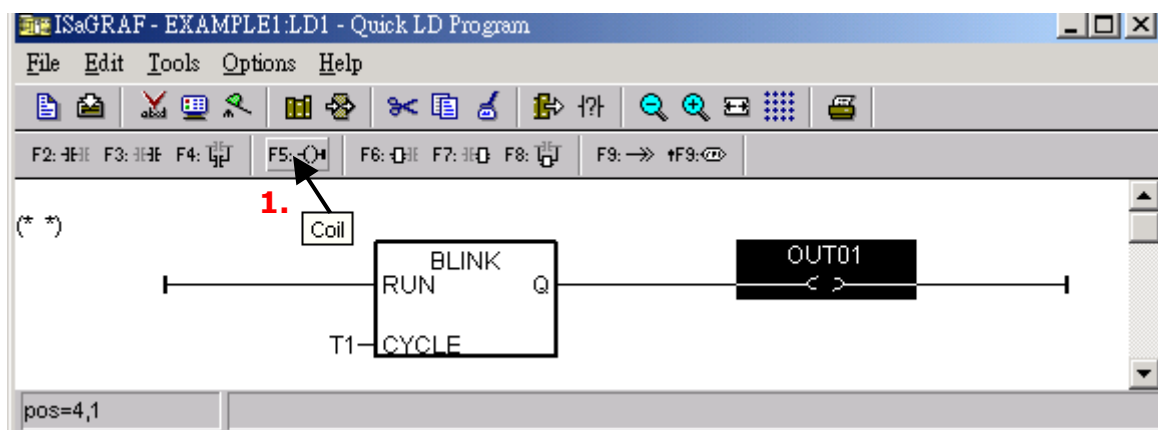 ISaGRAF - EXAMPLE1:LD1 - Quick LD Program
File Edit Tools Options Help
F2: F3: F4: F5: F6: F7: F8: F9: F9:
1.
Coil
(* *)
BLINK
OUT01
RUN Q
T1 CYCLE
pos=4,1